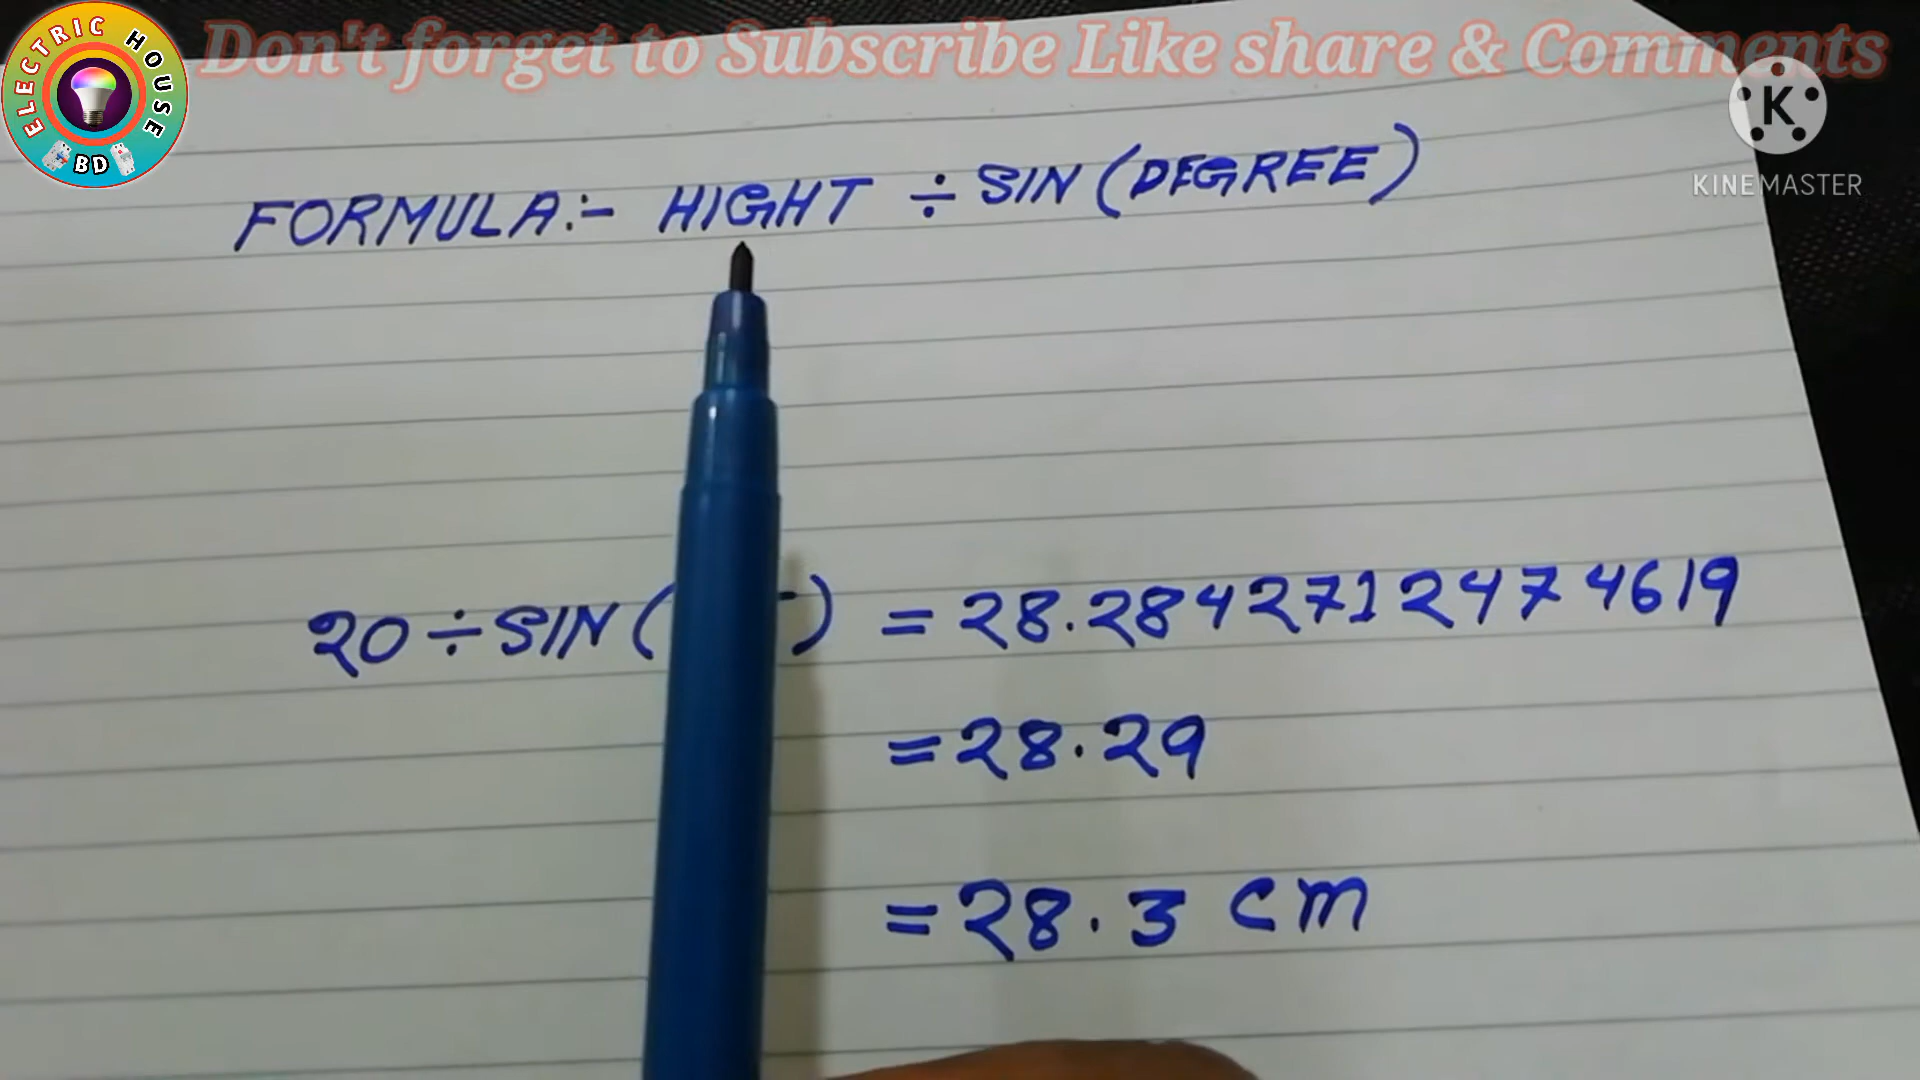 Don't forget to Subscribe Like share & Comments
ELECTRIC HOUSE
BD
K
KINEMASTER
FORMULA:- HIGHT ÷ SIN (DEGREE)
20 ÷ SIN ( ) = 28.2842712474619
= 28.29
= 28.3 cm